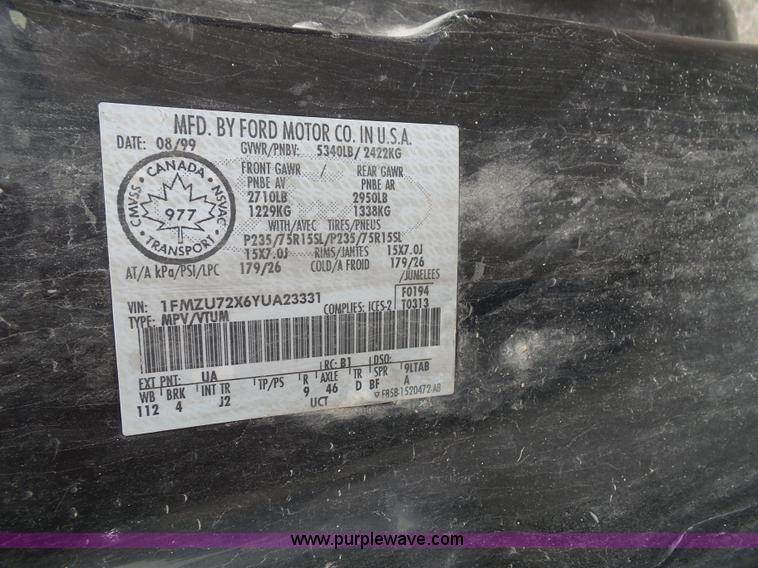 MFD. BY FORD MOTOR CO. IN U.S.A.
DATE: 08/99 GVWR/PNBV: 5340LB/2422KG
FRONT GAWR / REAR GAWR
PNBE AV PNBE AR
2710LB 2950LB
1229KG 1338KG
WITH/AVEC TIRES/PNEUS
P235/75R15SL/P235/75R15SL
15X7.0J RIMS/JANTES 15X7.0J
AT/A kPa/PSI/LPC 179/26 COLD/A FROID 179/26
/JUMELEES
CANADA
CMVSS • NSVAC
977
TRANSPORT
VIN: 1FMZU72X6YUA23331 COMPLIES: ICES-2 F0194
TYPE: MPV/VTUM T0313
EXT PNT: UA RC: B1 DSO:
WB BRK INT TR TP/PS R AXLE TR SPR 9LTAB
112 4 J2 9 46 D BF A
UCT F85B-1520472-AB
www.purplewave.com